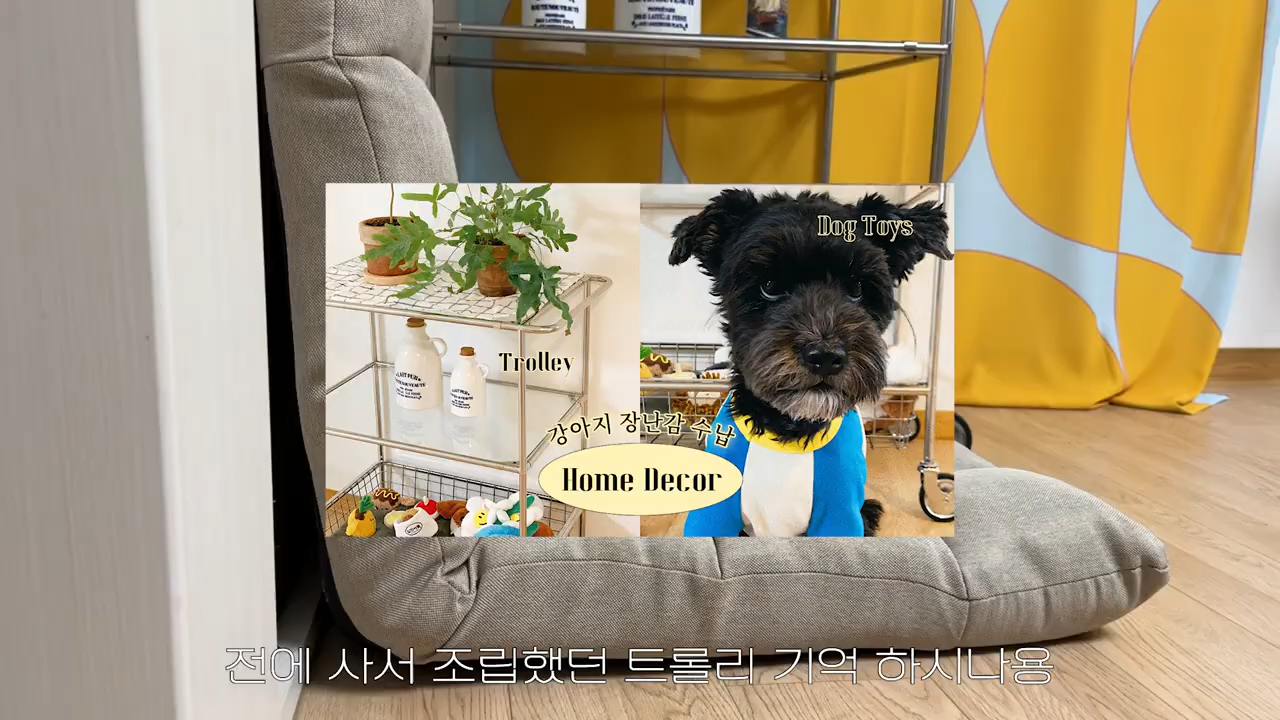 Dog Toys
Trolley
강아지 장난감 수납
Home Decor
전에 사서 조립했던 트롤리 기억 하시나용